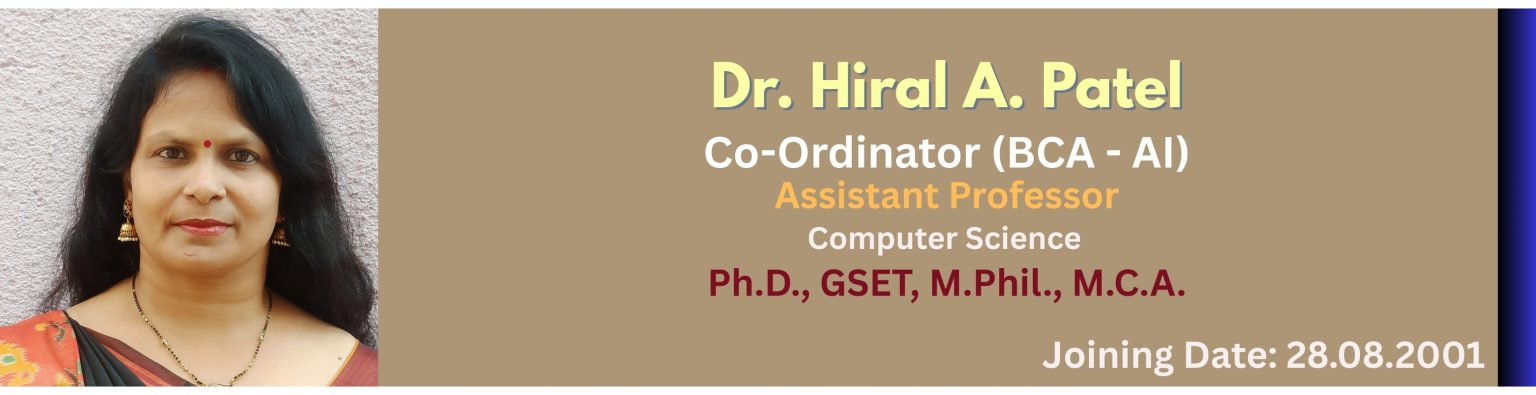 Dr. Hiral A. Patel
Co-Ordinator (BCA - AI)
Assistant Professor
Computer Science
Ph.D., GSET, M.Phil., M.C.A.
Joining Date: 28.08.2001